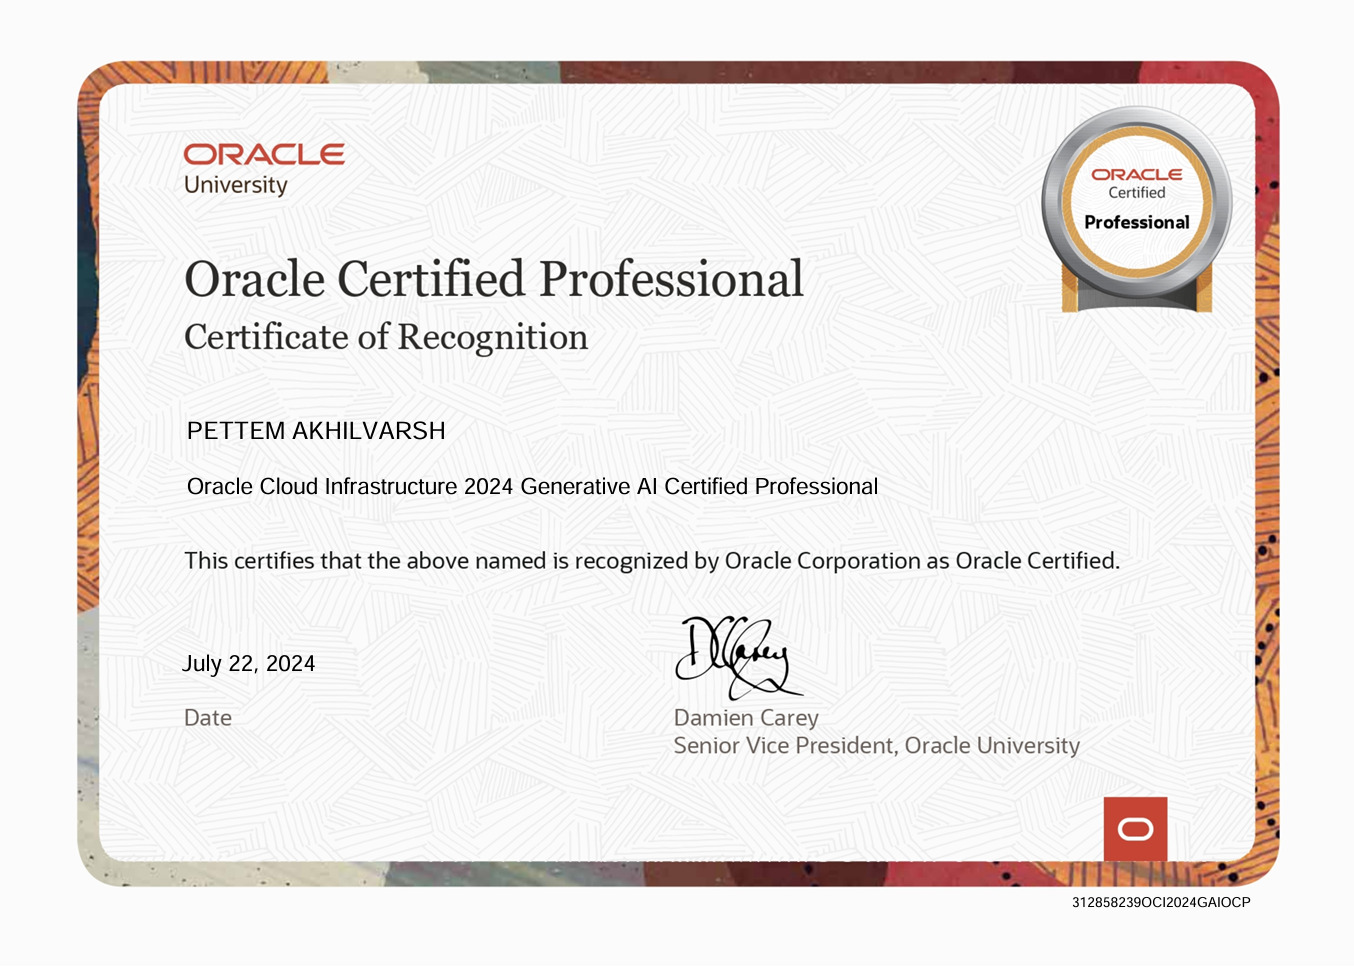 ORACLE
University
ORACLE
Certified
Professional
Oracle Certified Professional
Certificate of Recognition
PETTEM AKHILVARSH
Oracle Cloud Infrastructure 2024 Generative AI Certified Professional
This certifies that the above named is recognized by Oracle Corporation as Oracle Certified.
July 22, 2024
Date
DCarey
Damien Carey
Senior Vice President, Oracle University
312858239OCI2024GAIOCP